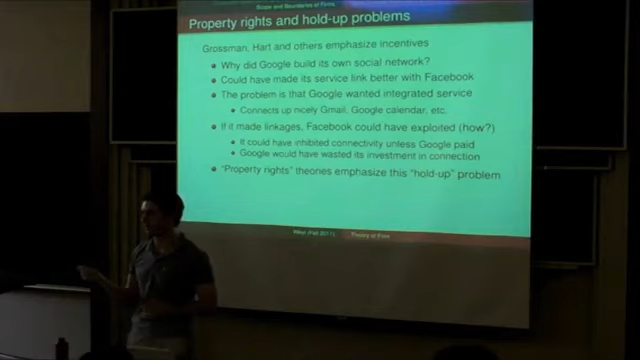 Scope and Boundaries of Firms
Property rights and hold-up problems
Grossman, Hart and others emphasize incentives
Why did Google build its own social network?
Could have made its service link better with Facebook
The problem is that Google wanted integrated service
Connects up nicely Gmail, Google calendar, etc.
If it made linkages, Facebook could have exploited (how?)
It could have inhibited connectivity unless Google paid
Google would have wasted its investment in connection
"Property rights" theories emphasize this "hold-up" problem
(Fall 2011) Theory of Firm